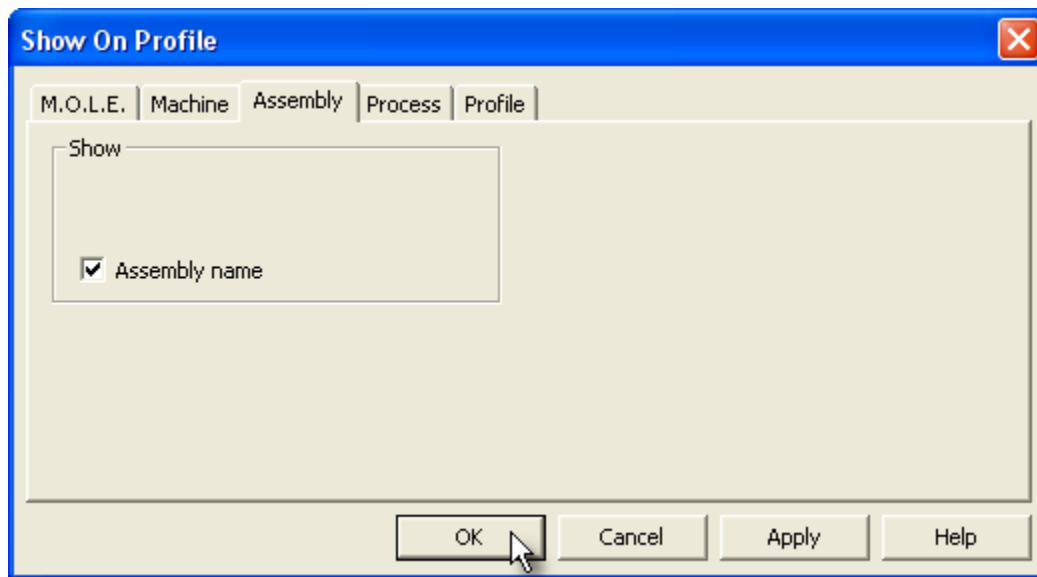 Show On Profile
M.O.L.E. Machine Assembly Process Profile
Show
Assembly name
OK Cancel Apply Help